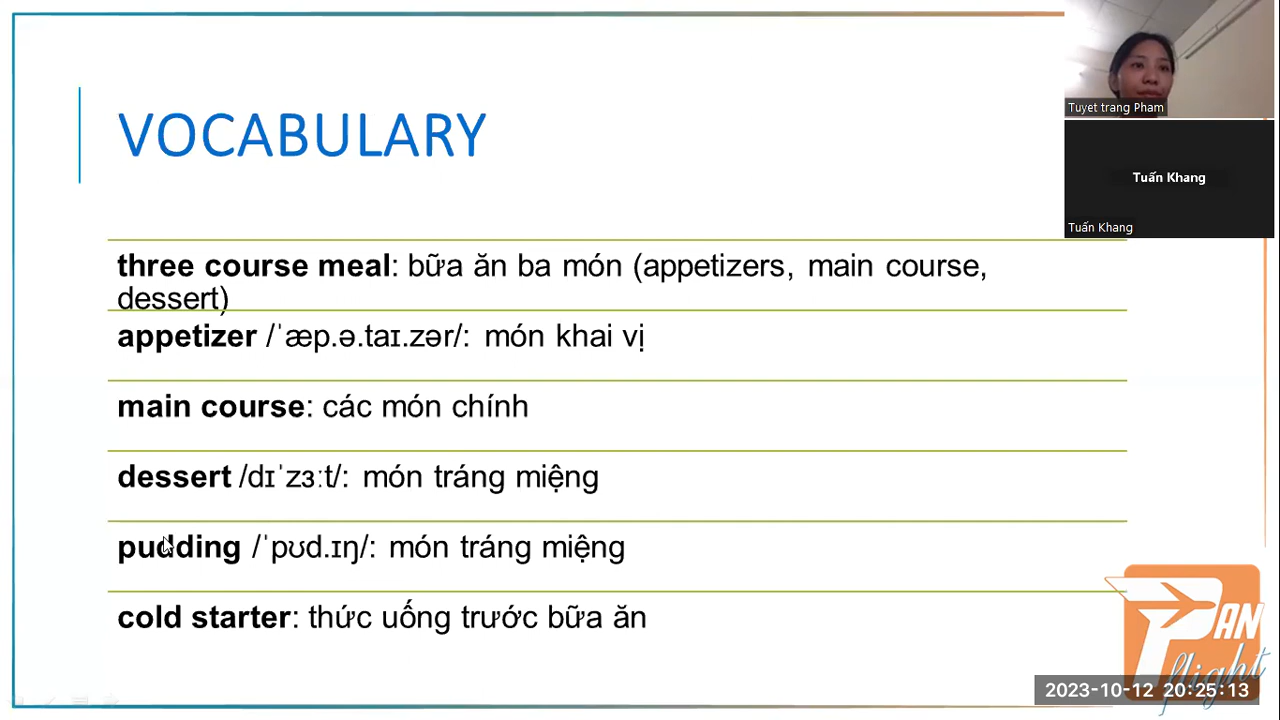 VOCABULARY
Tuyet trang Pham
Tuấn Khang
Tuấn Khang
three course meal: bữa ăn ba món (appetizers, main course,
dessert)
appetizer /ˈæp.ə.taɪ.zər/: món khai vị
main course: các món chính
dessert /dɪˈzɜːt/: món tráng miệng
pudding /ˈpʊd.ɪŋ/: món tráng miệng
cold starter: thức uống trước bữa ăn
PAN
flight
2023-10-12 20:25:13